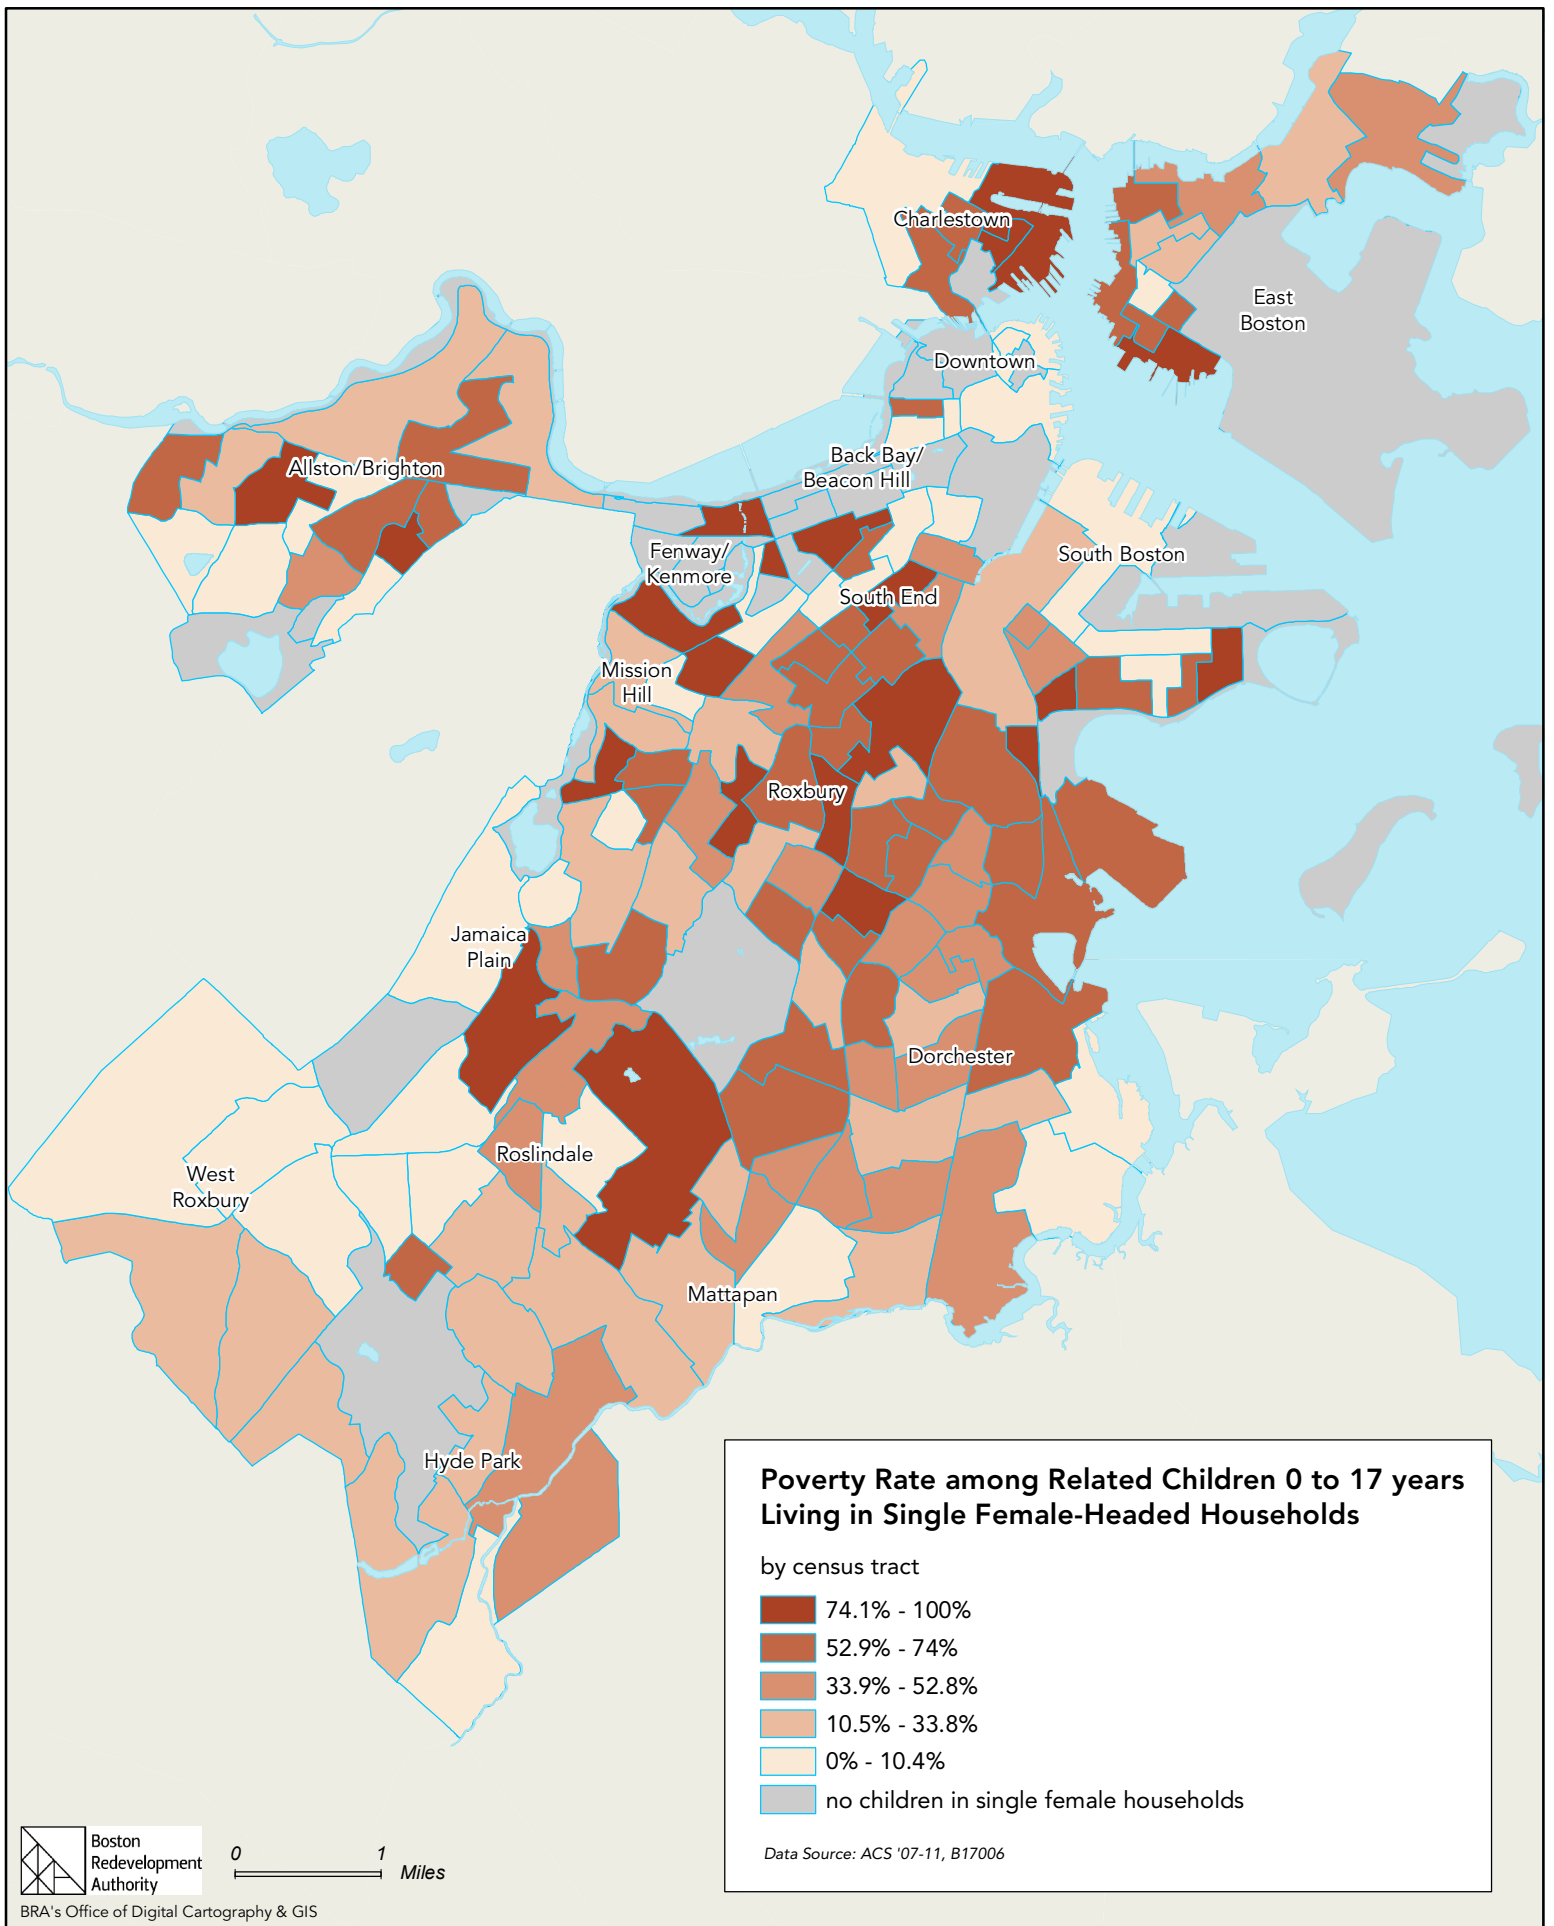 Charlestown
East
Boston
Downtown
Allston/Brighton
Back Bay/
Beacon Hill
South Boston
Fenway/
Kenmore
South End
Mission
Hill
Roxbury
Jamaica
Plain
Dorchester
Roslindale
West
Roxbury
Mattapan
Hyde Park
Poverty Rate among Related Children 0 to 17 years
Living in Single Female-Headed Households
by census tract
74.1% - 100%
52.9% - 74%
33.9% - 52.8%
10.5% - 33.8%
0% - 10.4%
no children in single female households
Data Source: ACS '07-11, B17006
Boston
Redevelopment
Authority
0 1
Miles
BRA's Office of Digital Cartography & GIS